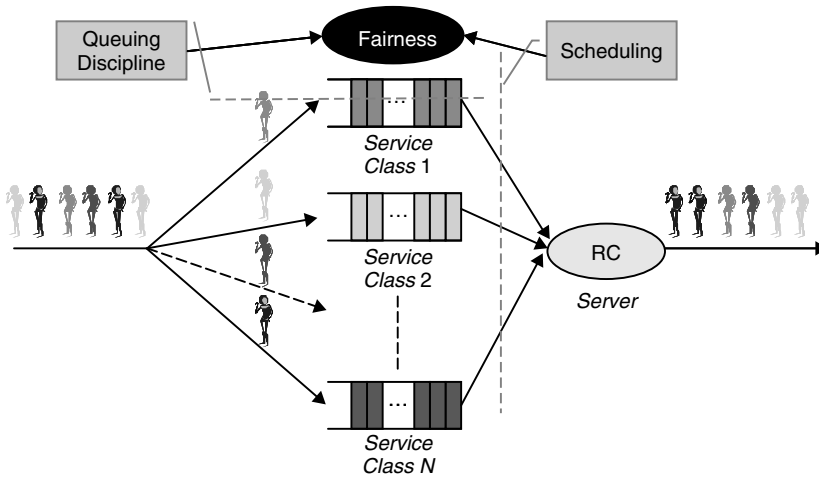 Queuing
Discipline
Fairness
Scheduling
...
Service
Class 1
...
Service
Class 2
RC
Server
...
Service
Class N